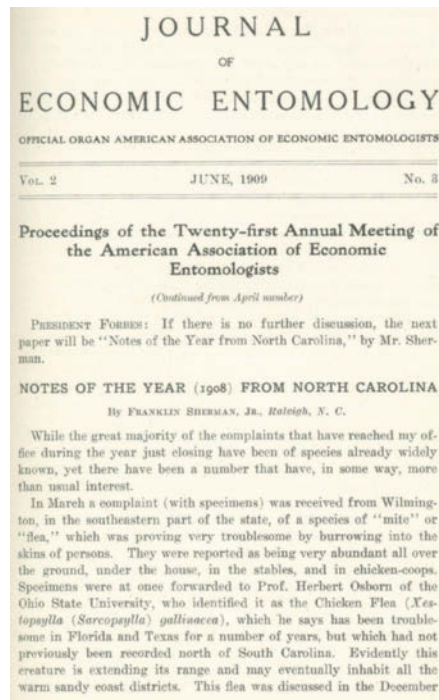 JOURNAL
OF
ECONOMIC ENTOMOLOGY
OFFICIAL ORGAN AMERICAN ASSOCIATION OF ECONOMIC ENTOMOLOGISTS
VOL. 2 JUNE, 1909 No. 3
Proceedings of the Twenty-first Annual Meeting of
the American Association of Economic
Entomologists
(Continued from April number)
PRESIDENT FORBES: If there is no further discussion, the next
paper will be "Notes of the Year from North Carolina," by Mr. Sher-
man.
NOTES OF THE YEAR (1908) FROM NORTH CAROLINA
By FRANKLIN SHERMAN, JR., Raleigh, N. C.
While the great majority of the complaints that have reached my of-
fice during the year just closing have been of species already widely
known, yet there have been a number that have, in some way, more
than usual interest.
In March a complaint (with specimens) was received from Wilming-
ton, in the southeastern part of the state, of a species of "mite" or
"flea," which was proving very troublesome by burrowing into the
skins of persons. They were reported as being very abundant all over
the ground, under the house, in the stables, and in chicken-coops.
Specimens were at once forwarded to Prof. Herbert Osborn of the
Ohio State University, who identified it as the Chicken Flea (Xes-
topsylla (Sarcopsylla) gallinacea), which he says has been trouble-
some in Florida and Texas for a number of years, but which had not
previously been recorded north of South Carolina. Evidently this
creature is extending its range and may eventually inhabit all the
warm sandy coast districts. This flea was discussed in the December